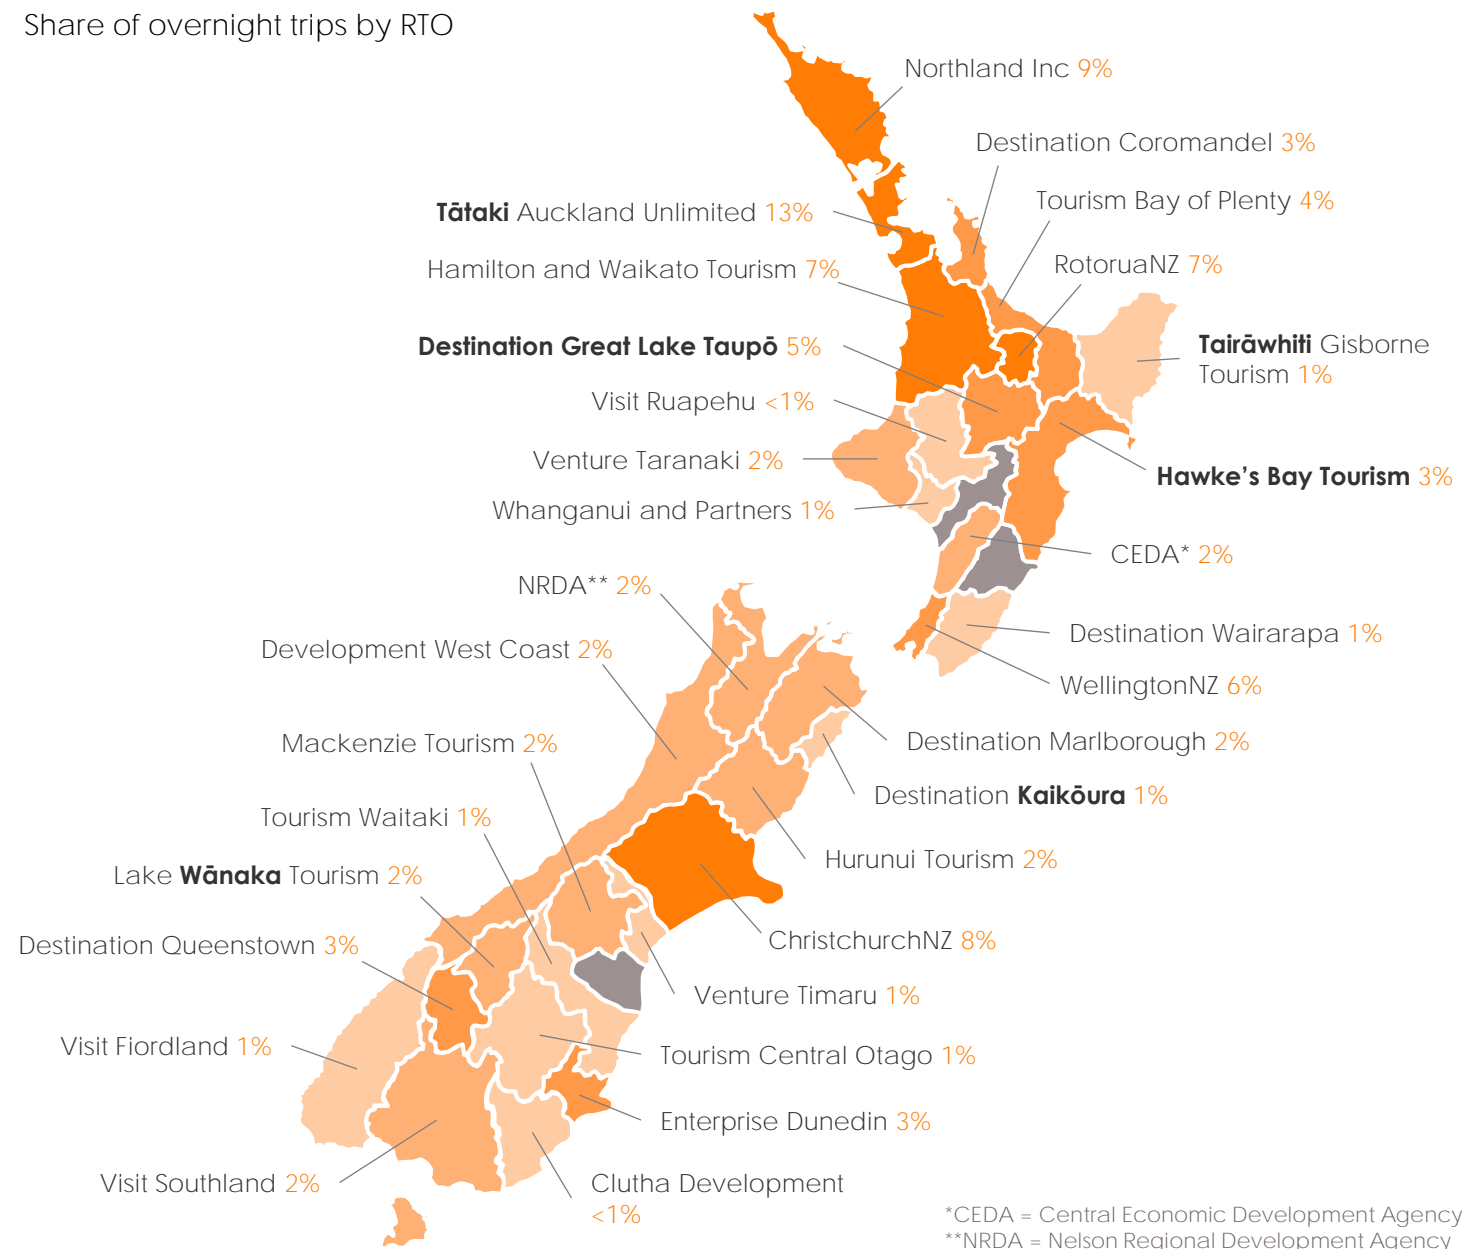 Share of overnight trips by RTO
Northland Inc 9%
Destination Coromandel 3%
Tourism Bay of Plenty 4%
Tātaki Auckland Unlimited 13%
RotoruaNZ 7%
Hamilton and Waikato Tourism 7%
Destination Great Lake Taupō 5%
Tairāwhiti Gisborne
Tourism 1%
Visit Ruapehu <1%
Venture Taranaki 2%
Hawke's Bay Tourism 3%
Whanganui and Partners 1%
CEDA* 2%
NRDA** 2%
Destination Wairarapa 1%
Development West Coast 2%
WellingtonNZ 6%
Mackenzie Tourism 2%
Destination Marlborough 2%
Destination Kaikōura 1%
Tourism Waitaki 1%
Hurunui Tourism 2%
Lake Wānaka Tourism 2%
Destination Queenstown 3%
ChristchurchNZ 8%
Venture Timaru 1%
Visit Fiordland 1%
Tourism Central Otago 1%
Enterprise Dunedin 3%
Visit Southland 2%
Clutha Development
<1%
*CEDA = Central Economic Development Agency
**NRDA = Nelson Regional Development Agency